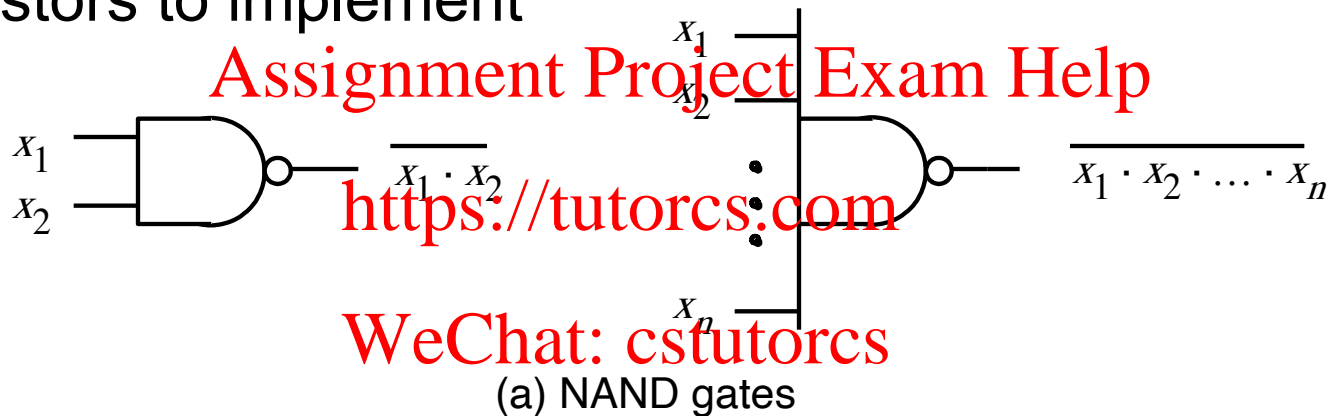 stors to implement
Assignment Project Exam Help
x1
x2
x1
x2
x1 · x2
x1 · x2 · … · xn
https://tutorcs.com
xn
WeChat: cstutorcs
(a) NAND gates